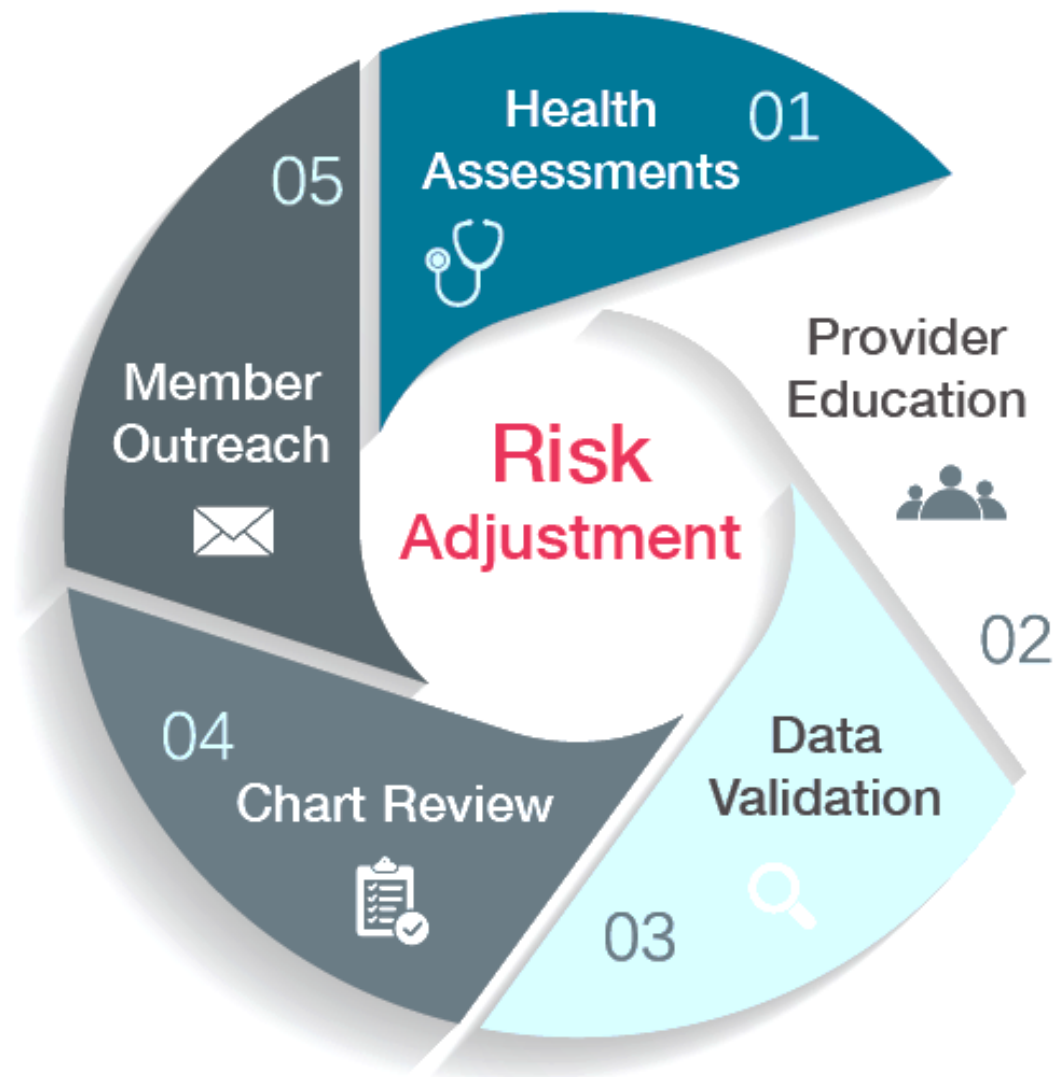 Health
Assessments
01
Provider
Education
02
Data
Validation
03
04
Chart Review
05
Member
Outreach
Risk
Adjustment